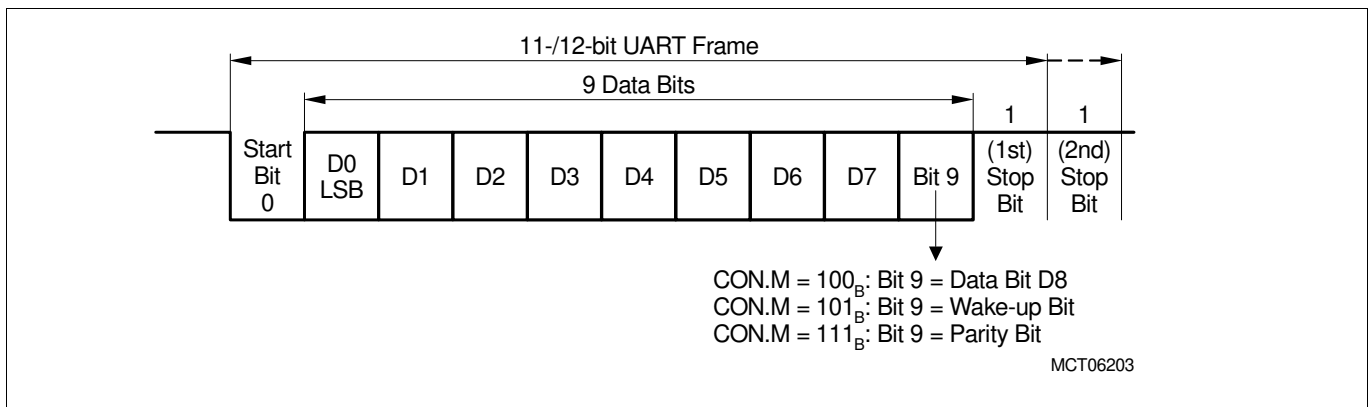 11-/12-bit UART Frame
9 Data Bits
1 1
Start Bit 0
D0 LSB
D1
D2
D3
D4
D5
D6
D7
Bit 9
(1st) Stop Bit
(2nd) Stop Bit
CON.M = 100B: Bit 9 = Data Bit D8
CON.M = 101B: Bit 9 = Wake-up Bit
CON.M = 111B: Bit 9 = Parity Bit
MCT06203